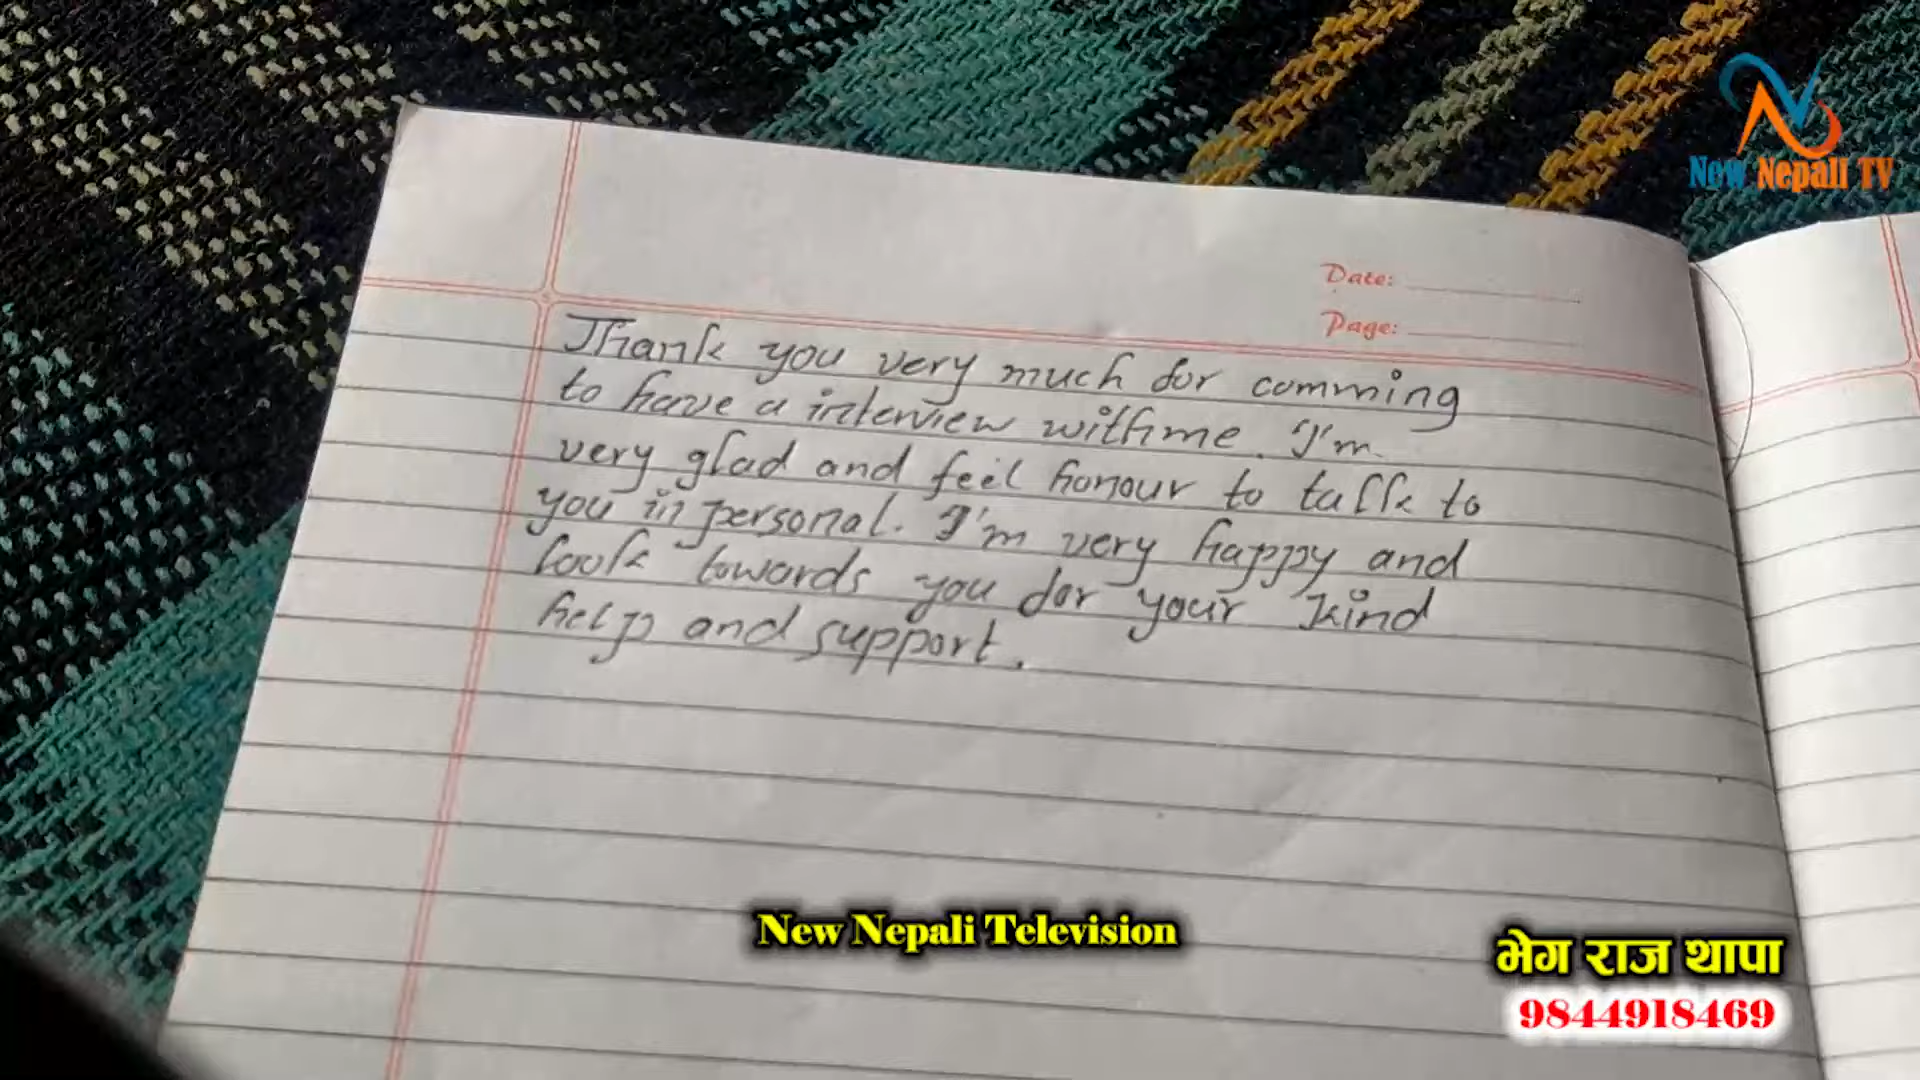 New Nepali TV
Date:
Page:
Thank you very much for comming
to have a interview withme. I'm
very glad and feel honour to talk to
you in personal. I'm very happy and
look towards you for your kind
help and support.
New Nepali Television
भेग राज थापा
9844918469